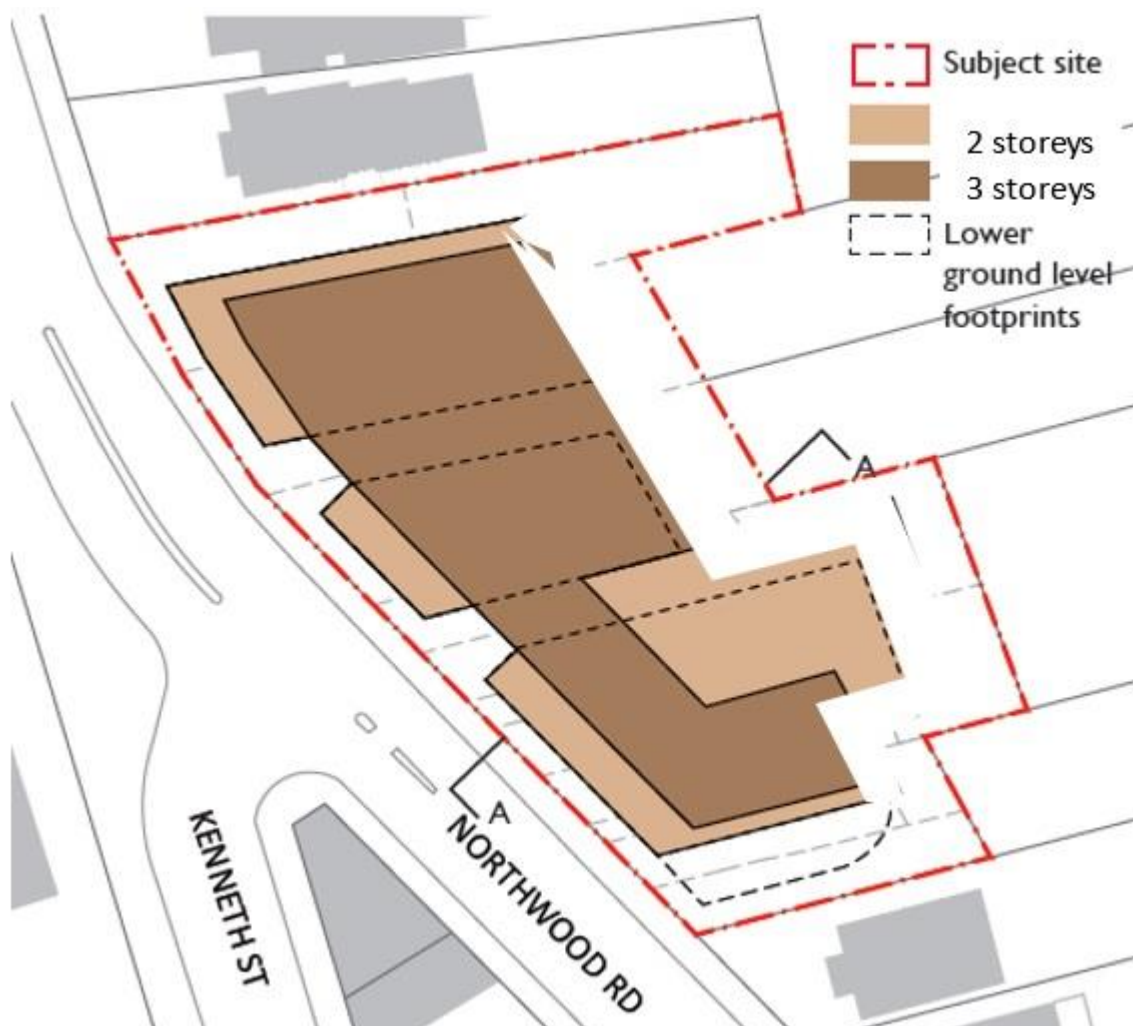 Subject site
2 storeys
3 storeys
Lower
ground level
footprints
A
A
KENNETH ST
NORTHWOOD RD